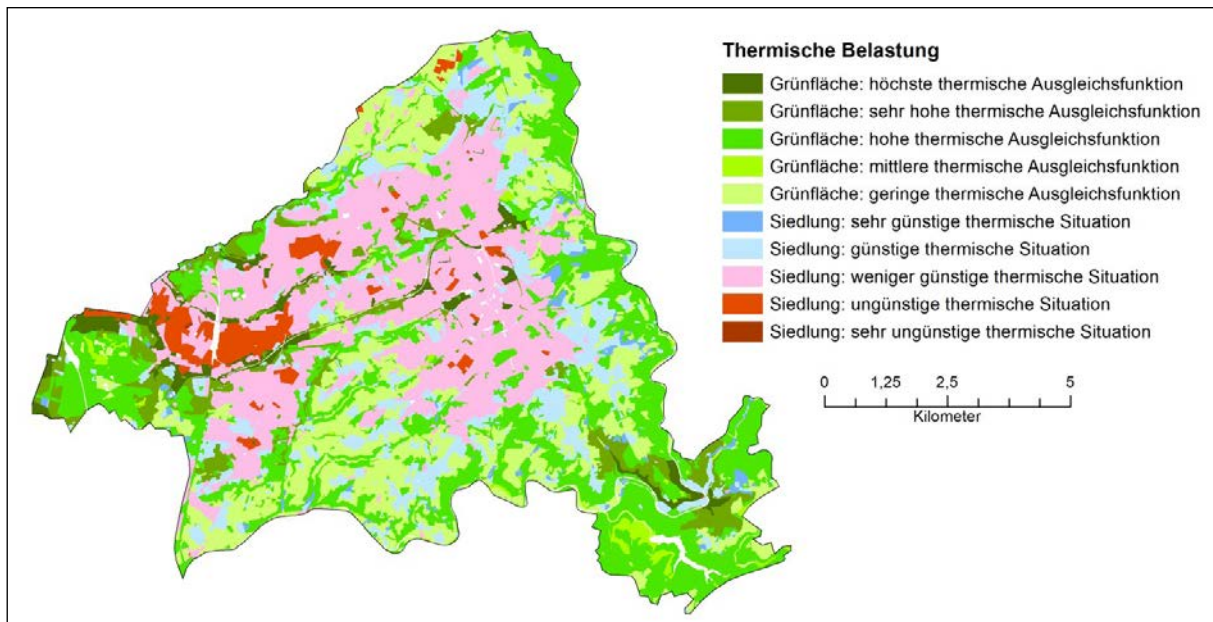 Thermische Belastung
Grünfläche: höchste thermische Ausgleichsfunktion
Grünfläche: sehr hohe thermische Ausgleichsfunktion
Grünfläche: hohe thermische Ausgleichsfunktion
Grünfläche: mittlere thermische Ausgleichsfunktion
Grünfläche: geringe thermische Ausgleichsfunktion
Siedlung: sehr günstige thermische Situation
Siedlung: günstige thermische Situation
Siedlung: weniger günstige thermische Situation
Siedlung: ungünstige thermische Situation
Siedlung: sehr ungünstige thermische Situation
0 1,25 2,5 5
Kilometer